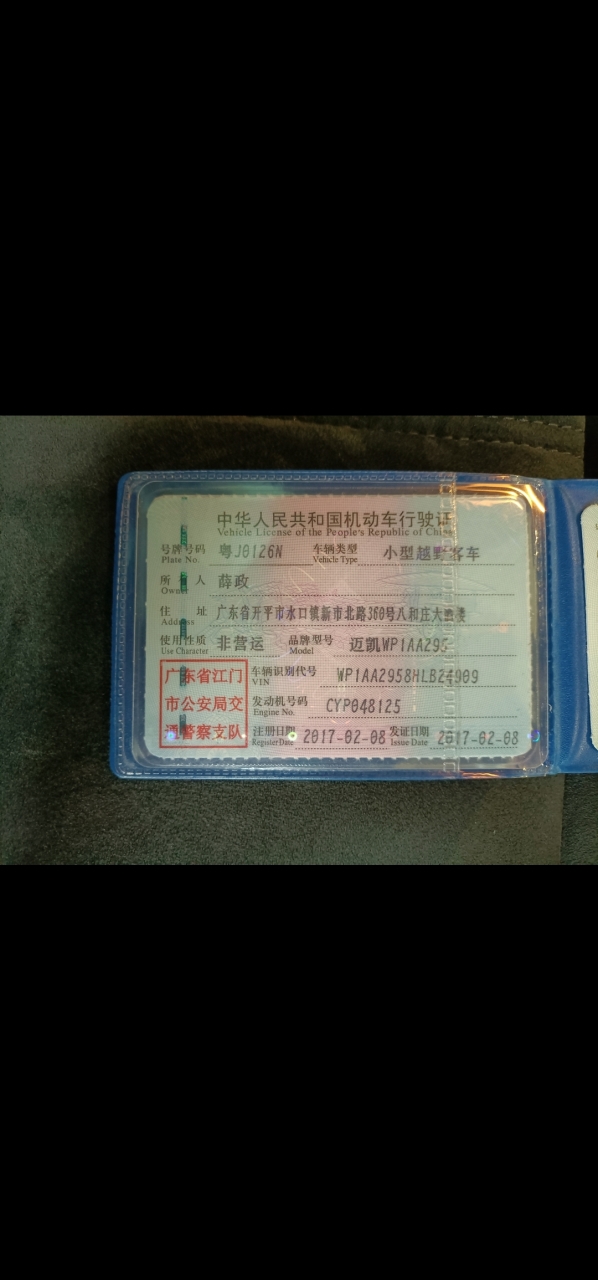 中华人民共和国机动车行驶证
Vehicle License of the People's Republic of China
号牌号码 粤J0126N 车辆类型 小型越野客车
Plate No. Vehicle Type
所有人 薛政
Owner
住址 广东省开平市水口镇新市北路360号八和庄大
Address
使用性质 非营运 品牌型号 迈凯WP1AA295
Use Character Model
广东省江门
市公安局交
通警察支队
车辆识别代号 WP1AA2958HLB24909
VIN
发动机号码 CYP048125
Engine No.
注册日期 2017-02-08 发证日期 2017-02-08
Register Date Issue Date